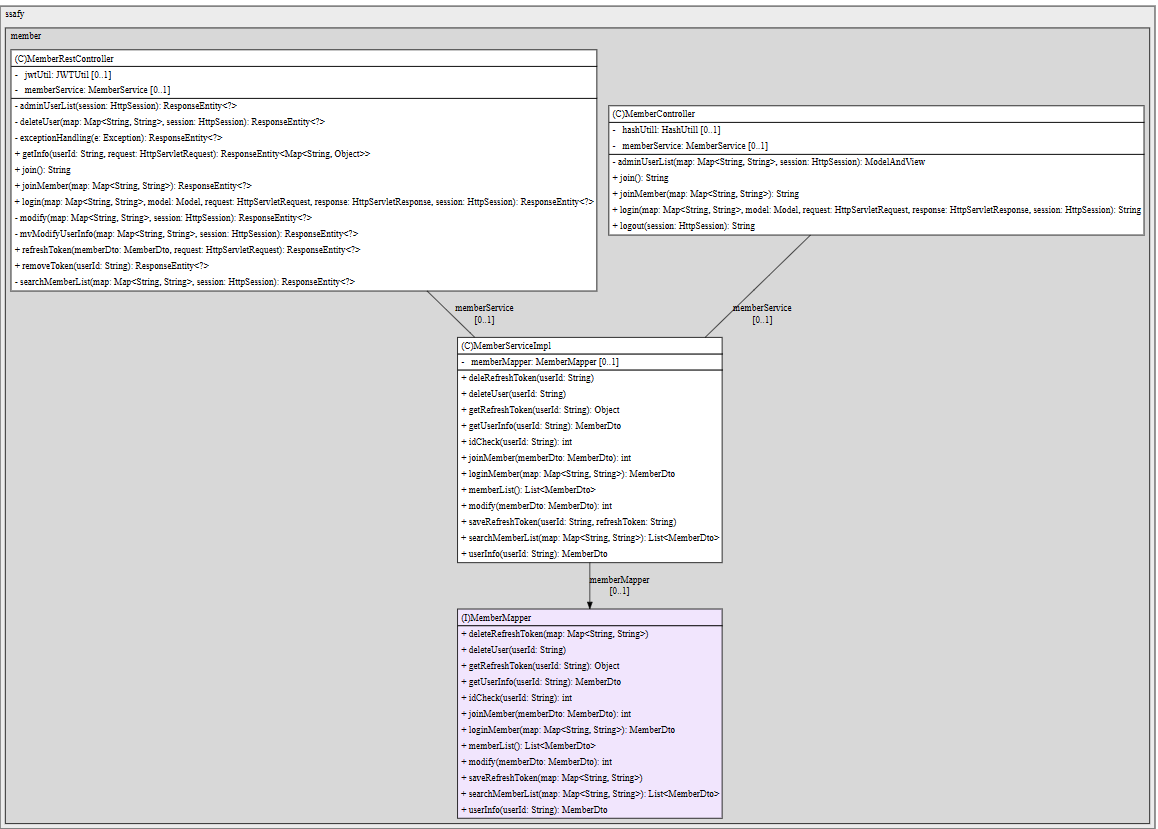 ssafy
member
(C)MemberRestController
- jwtUtil: JWTUtil [0..1]
- memberService: MemberService [0..1]
- adminUserList(session: HttpSession): ResponseEntity<?>
- deleteUser(map: Map<String, String>, session: HttpSession): ResponseEntity<?>
- exceptionHandling(e: Exception): ResponseEntity<?>
+ getInfo(userId: String, request: HttpServletRequest): ResponseEntity<Map<String, Object>>
+ join(): String
+ joinMember(map: Map<String, String>): ResponseEntity<?>
+ login(map: Map<String, String>, model: Model, request: HttpServletRequest, response: HttpServletResponse, session: HttpSession): ResponseEntity<?>
- modify(map: Map<String, String>, session: HttpSession): ResponseEntity<?>
- mvModifyUserInfo(map: Map<String, String>, session: HttpSession): ResponseEntity<?>
+ refreshToken(memberDto: MemberDto, request: HttpServletRequest): ResponseEntity<?>
+ removeToken(userId: String): ResponseEntity<?>
- searchMemberList(map: Map<String, String>, session: HttpSession): ResponseEntity<?>
(C)MemberController
- hashUtill: HashUtill [0..1]
- memberService: MemberService [0..1]
- adminUserList(map: Map<String, String>, session: HttpSession): ModelAndView
+ join(): String
+ joinMember(map: Map<String, String>): String
+ login(map: Map<String, String>, model: Model, request: HttpServletRequest, response: HttpServletResponse, session: HttpSession): String
+ logout(session: HttpSession): String
memberService
[0..1]
memberService
[0..1]
(C)MemberServiceImpl
- memberMapper: MemberMapper [0..1]
+ deleRefreshToken(userId: String)
+ deleteUser(userId: String)
+ getRefreshToken(userId: String): Object
+ getUserInfo(userId: String): MemberDto
+ idCheck(userId: String): int
+ joinMember(memberDto: MemberDto): int
+ loginMember(map: Map<String, String>): MemberDto
+ memberList(): List<MemberDto>
+ modify(memberDto: MemberDto): int
+ saveRefreshToken(userId: String, refreshToken: String)
+ searchMemberList(map: Map<String, String>): List<MemberDto>
+ userInfo(userId: String): MemberDto
memberMapper
[0..1]
(I)MemberMapper
+ deleteRefreshToken(map: Map<String, String>)
+ deleteUser(userId: String)
+ getRefreshToken(userId: String): Object
+ getUserInfo(userId: String): MemberDto
+ idCheck(userId: String): int
+ joinMember(memberDto: MemberDto): int
+ loginMember(map: Map<String, String>): MemberDto
+ memberList(): List<MemberDto>
+ modify(memberDto: MemberDto): int
+ saveRefreshToken(map: Map<String, String>)
+ searchMemberList(map: Map<String, String>): List<MemberDto>
+ userInfo(userId: String): MemberDto